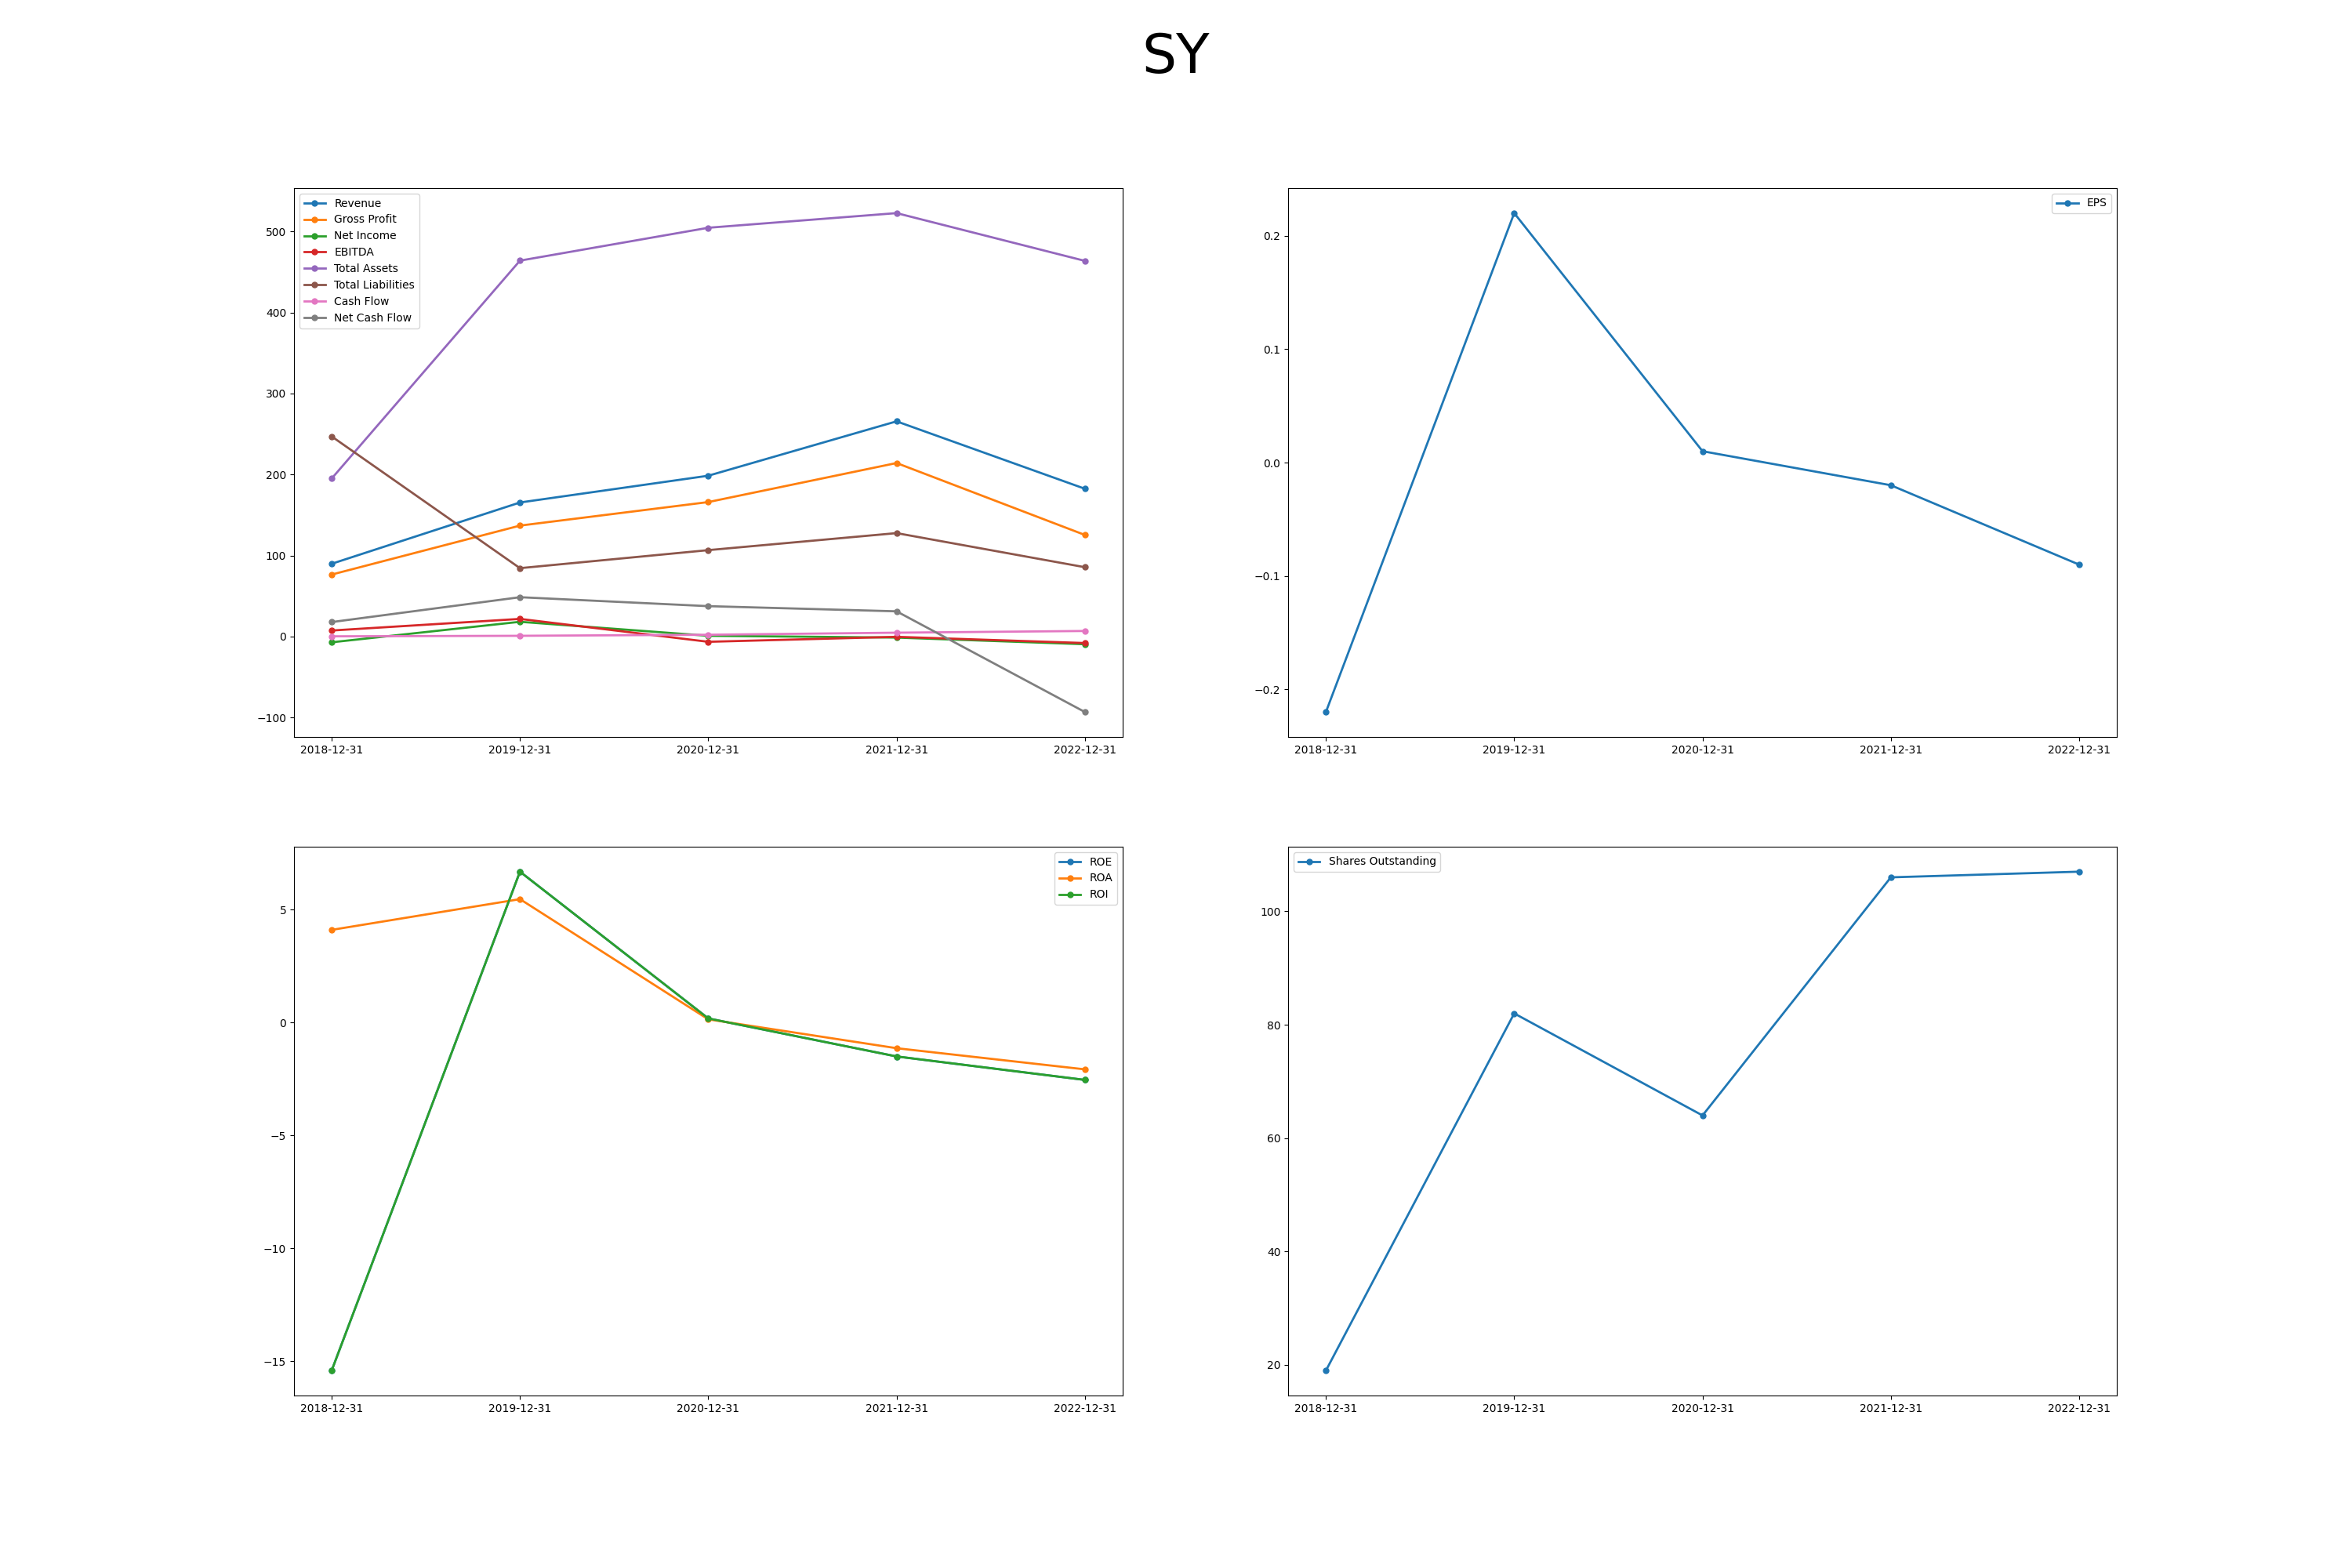 SY
Revenue
Gross Profit
Net Income
EBITDA
Total Assets
Total Liabilities
Cash Flow
Net Cash Flow
500
400
300
200
100
0
−100
2018-12-31 2019-12-31 2020-12-31 2021-12-31 2022-12-31
EPS
0.2
0.1
0.0
−0.1
−0.2
2018-12-31 2019-12-31 2020-12-31 2021-12-31 2022-12-31
ROE
ROA
ROI
5
0
−5
−10
−15
2018-12-31 2019-12-31 2020-12-31 2021-12-31 2022-12-31
Shares Outstanding
100
80
60
40
20
2018-12-31 2019-12-31 2020-12-31 2021-12-31 2022-12-31